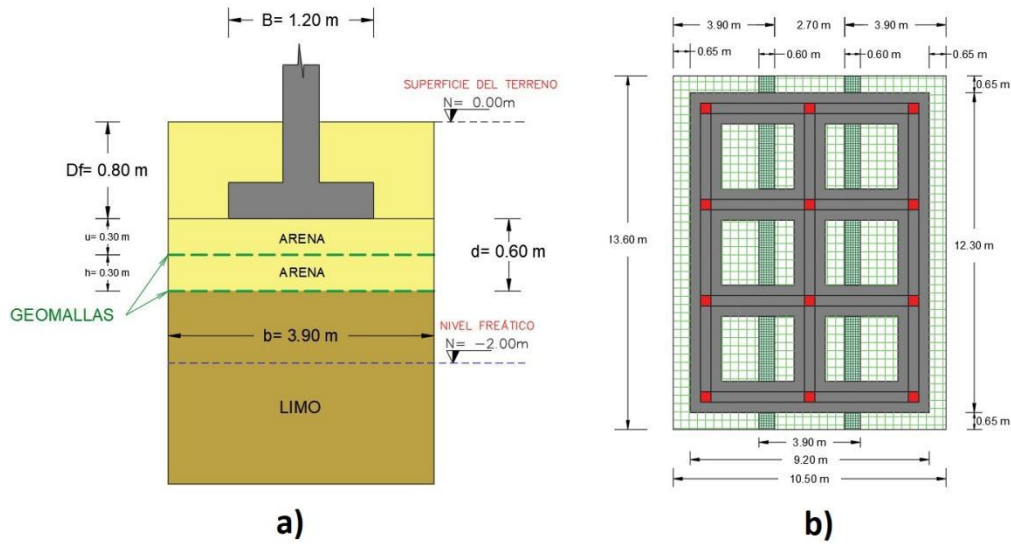 B= 1.20 m
SUPERFICIE DEL TERRENO
N= 0.00m
Df= 0.80 m
u= 0.30 m
ARENA
d= 0.60 m
h= 0.30 m
ARENA
GEOMALLAS
b= 3.90 m
NIVEL FREÁTICO
N= -2.00m
LIMO
a)
3.90 m
2.70 m
3.90 m
0.65 m
0.60 m
0.60 m
0.65 m
0.65 m
13.60 m
12.30 m
0.65 m
3.90 m
9.20 m
10.50 m
b)